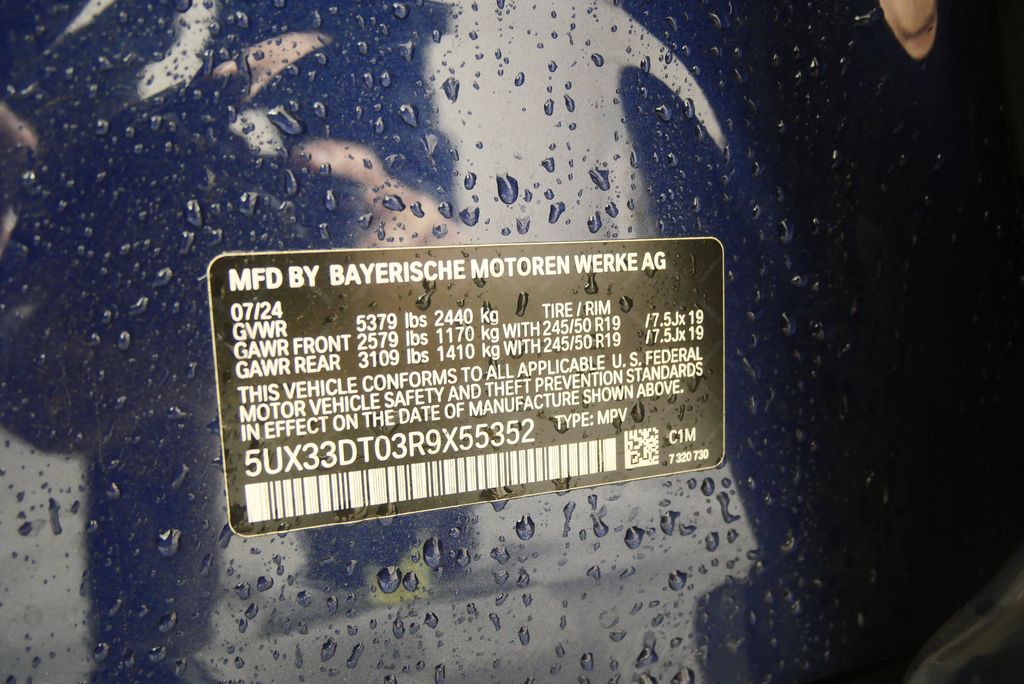 MFD BY BAYERISCHE MOTOREN WERKE AG
07/24 TIRE / RIM
GVWR 5379 lbs 2440 kg
GAWR FRONT 2579 lbs 1170 kg WITH 245/50 R19 /7.5Jx19
GAWR REAR 3109 lbs 1410 kg WITH 245/50 R19 /7.5Jx19
THIS VEHICLE CONFORMS TO ALL APPLICABLE U.S. FEDERAL
MOTOR VEHICLE SAFETY AND THEFT PREVENTION STANDARDS
IN EFFECT ON THE DATE OF MANUFACTURE SHOWN ABOVE.
5UX33DT03R9X55352 TYPE: MPV
C1M
7 320 730